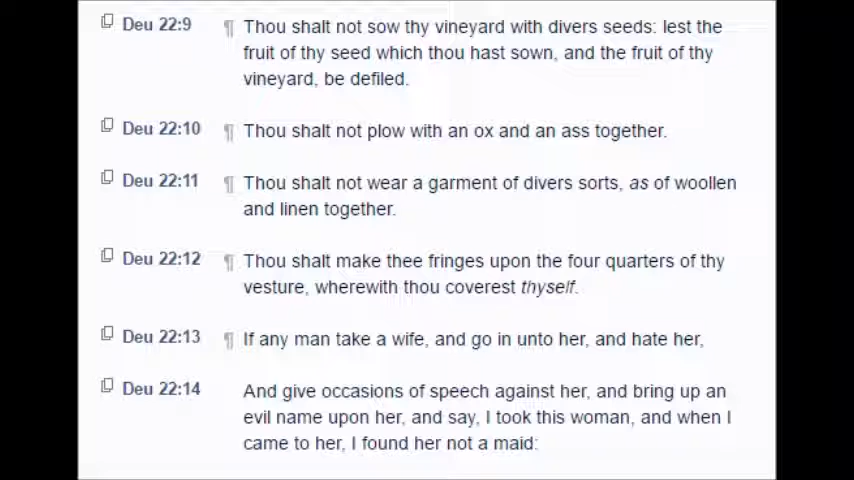 Deu 22:9 ¶ Thou shalt not sow thy vineyard with divers seeds: lest the
fruit of thy seed which thou hast sown, and the fruit of thy
vineyard, be defiled.
Deu 22:10 ¶ Thou shalt not plow with an ox and an ass together.
Deu 22:11 ¶ Thou shalt not wear a garment of divers sorts, as of woollen
and linen together.
Deu 22:12 ¶ Thou shalt make thee fringes upon the four quarters of thy
vesture, wherewith thou coverest thyself.
Deu 22:13 ¶ If any man take a wife, and go in unto her, and hate her,
Deu 22:14 And give occasions of speech against her, and bring up an
evil name upon her, and say, I took this woman, and when I
came to her, I found her not a maid: